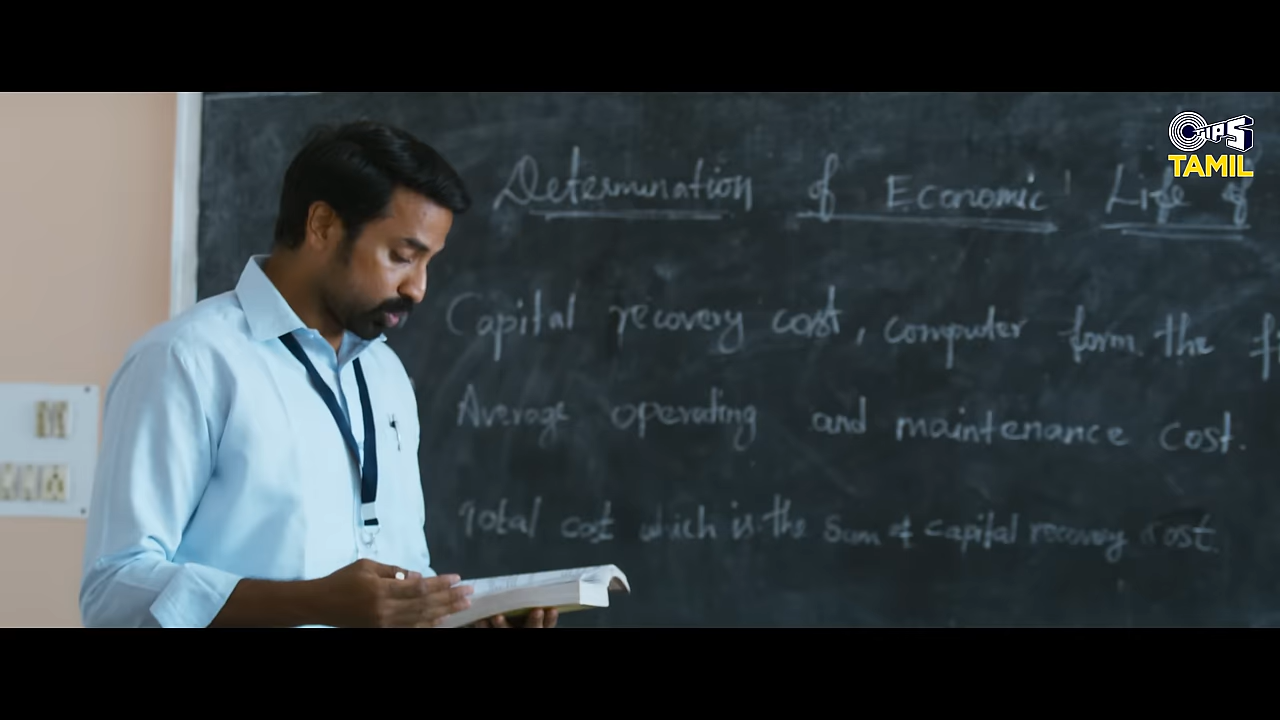 TIPS
TAMIL
Determination of Economic Life of
Capital recovery cost, computer form the fi
Average operating and maintenance cost.
Total cost which is the sum of capital recovery cost.